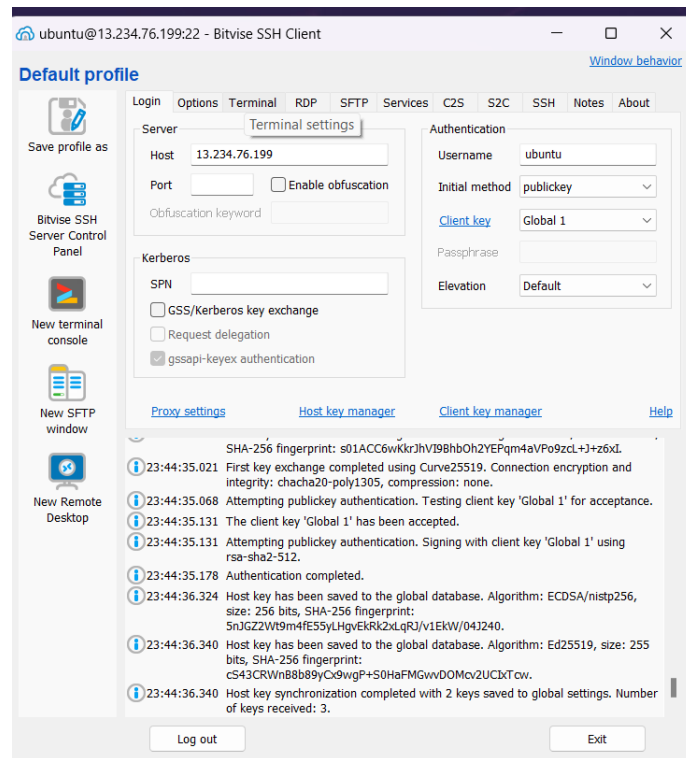 ubuntu@13.234.76.199:22 - Bitvise SSH Client
Window behavior
Default profile
Save profile as
Bitvise SSH
Server Control
Panel
New terminal
console
New SFTP
window
New Remote
Desktop
Login Options Terminal RDP SFTP Services C2S S2C SSH Notes About
Terminal settings
Server
Host 13.234.76.199
Port Enable obfuscation
Obfuscation keyword
Kerberos
SPN
GSS/Kerberos key exchange
Request delegation
gssapi-keyex authentication
Authentication
Username ubuntu
Initial method publickey
Client key Global 1
Passphrase
Elevation Default
Proxy settings Host key manager Client key manager Help
SHA-256 fingerprint: s01ACC6wKkrJhVI9BhbOh2YEPqm4aVPo9zcL+J+z6xI.
23:44:35.021 First key exchange completed using Curve25519. Connection encryption and
integrity: chacha20-poly1305, compression: none.
23:44:35.068 Attempting publickey authentication. Testing client key 'Global 1' for acceptance.
23:44:35.131 The client key 'Global 1' has been accepted.
23:44:35.131 Attempting publickey authentication. Signing with client key 'Global 1' using
rsa-sha2-512.
23:44:35.178 Authentication completed.
23:44:36.324 Host key has been saved to the global database. Algorithm: ECDSA/nistp256,
size: 256 bits, SHA-256 fingerprint:
5nJGZ2Wt9m4fE55yLHgvEkRk2xLqRJ/v1EkW/04J240.
23:44:36.340 Host key has been saved to the global database. Algorithm: Ed25519, size: 255
bits, SHA-256 fingerprint:
cS43CRWnB8b89yCx9wgP+S0HaFMGwvDOMcv2UCIxTcw.
23:44:36.340 Host key synchronization completed with 2 keys saved to global settings. Number
of keys received: 3.
Log out Exit